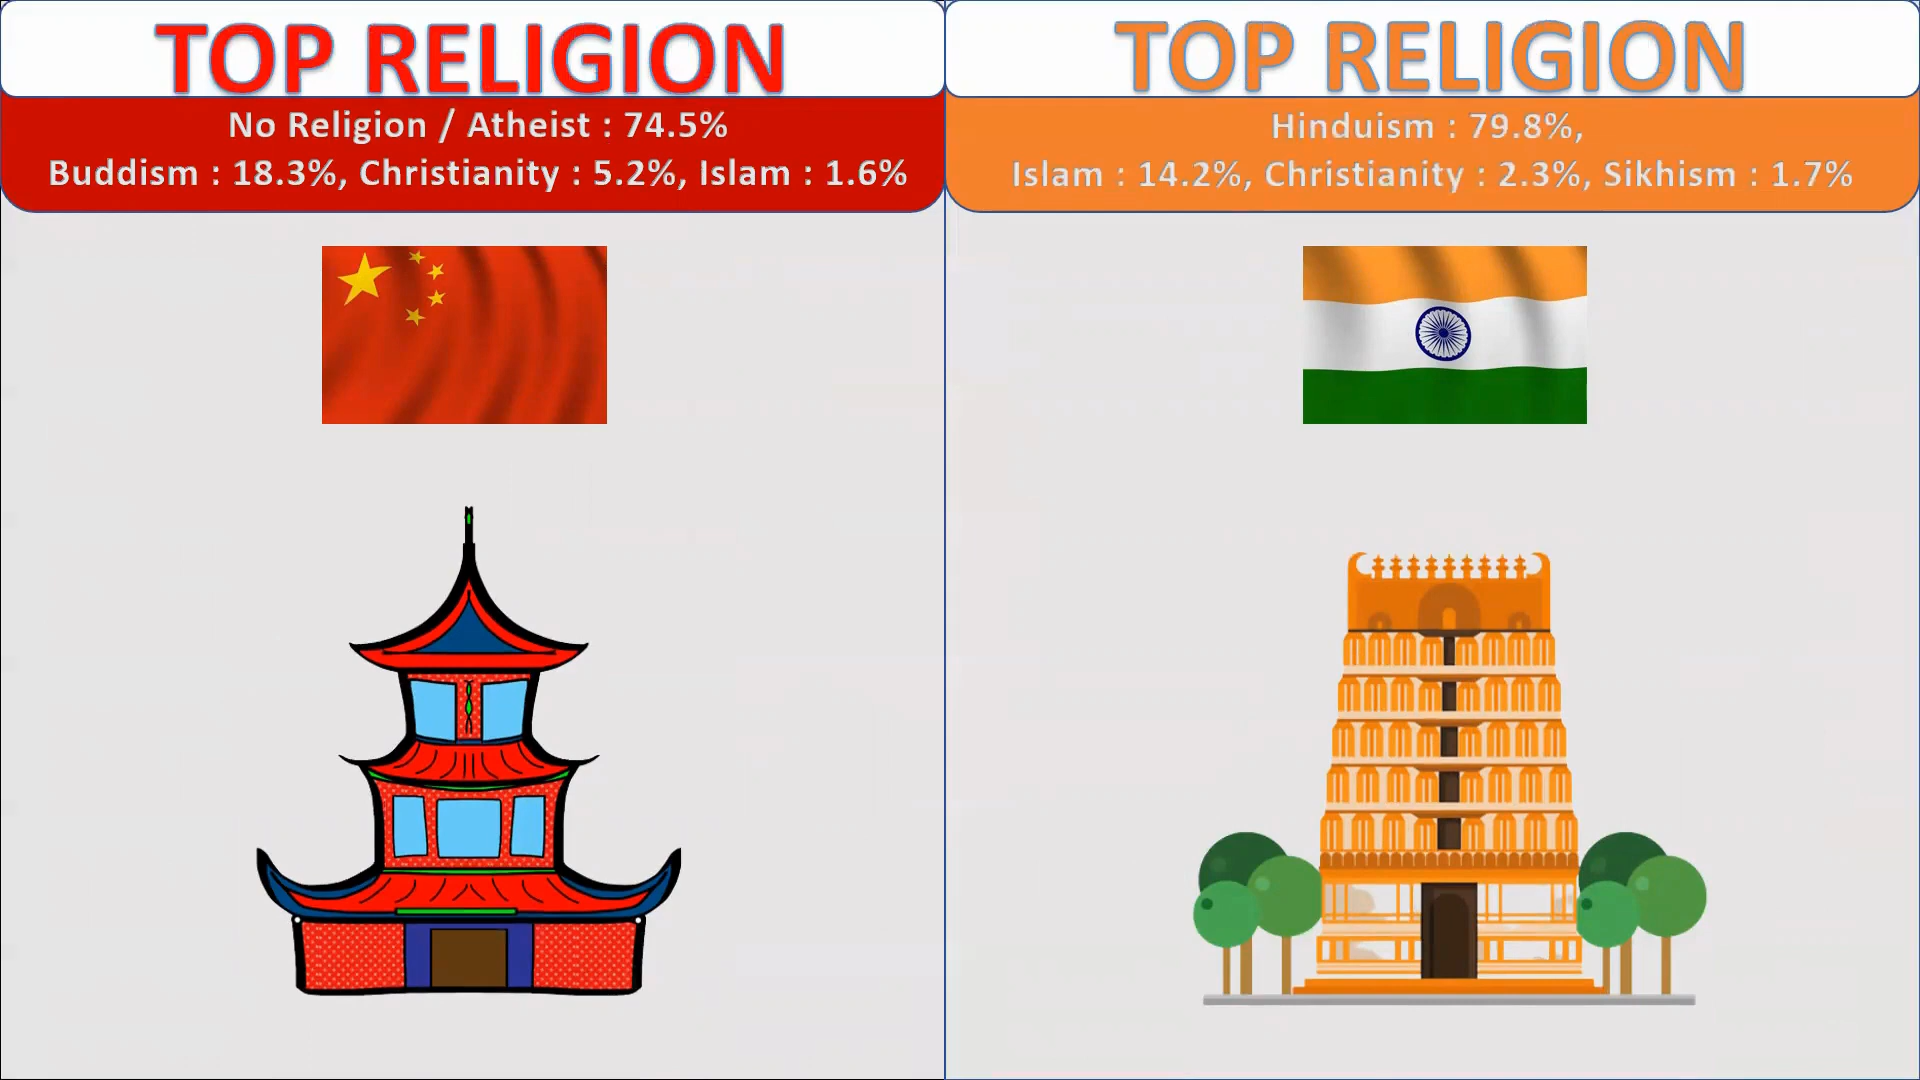 TOP RELIGION
No Religion / Atheist : 74.5%
Buddism : 18.3%, Christianity : 5.2%, Islam : 1.6%
TOP RELIGION
Hinduism : 79.8%,
Islam : 14.2%, Christianity : 2.3%, Sikhism : 1.7%